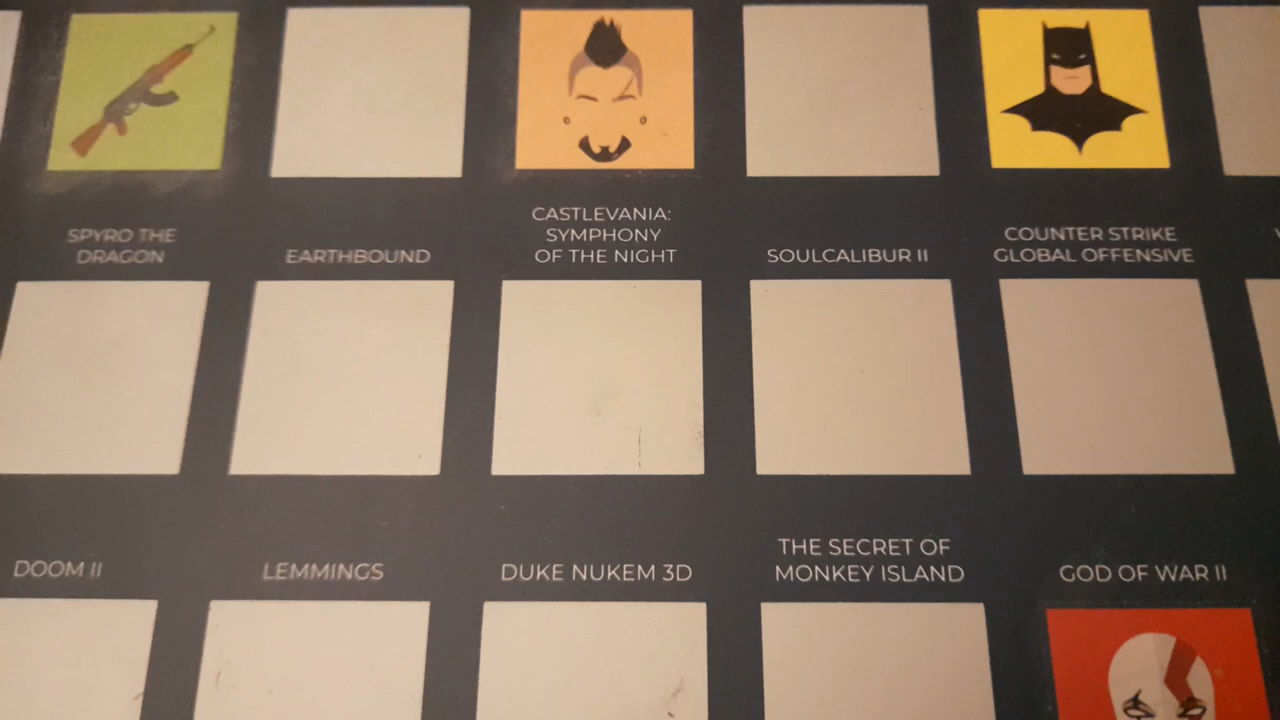 SPYRO THE
DRAGON
EARTHBOUND
CASTLEVANIA:
SYMPHONY
OF THE NIGHT
SOULCALIBUR II
COUNTER STRIKE
GLOBAL OFFENSIVE
DOOM II
LEMMINGS
DUKE NUKEM 3D
THE SECRET OF
MONKEY ISLAND
GOD OF WAR II